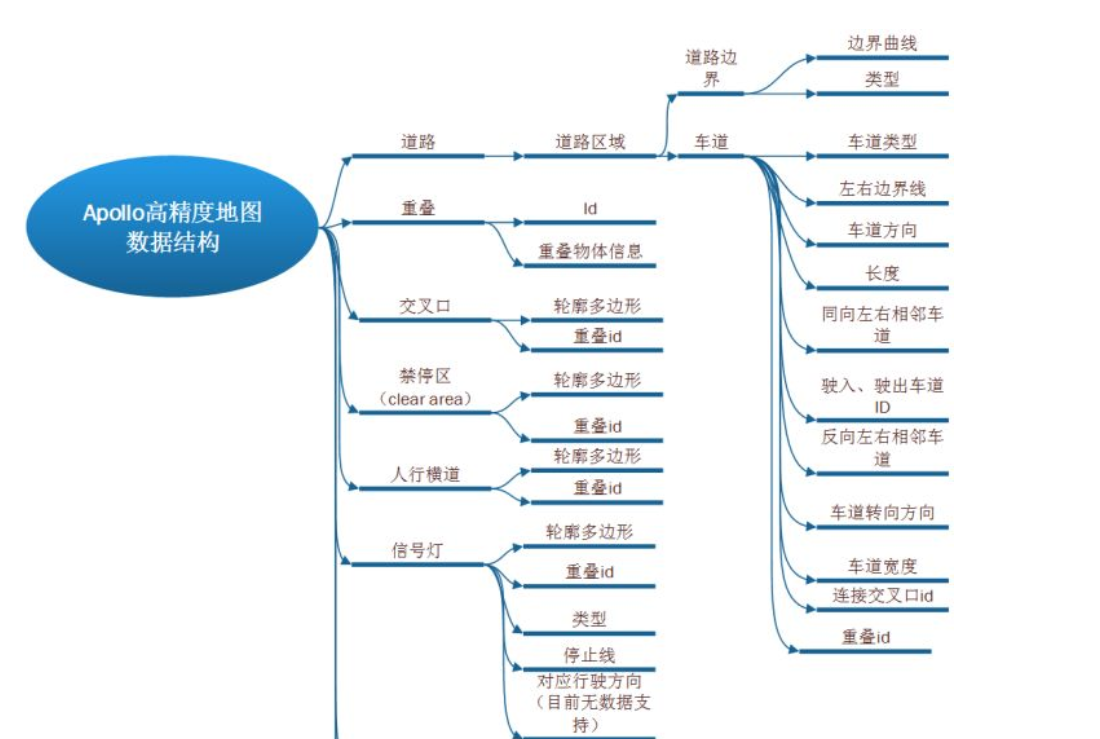 Apollo高精度地图
数据结构
道路
道路区域
道路边
界
边界曲线
类型
车道
车道类型
左右边界线
车道方向
长度
同向左右相邻车
道
驶入、驶出车道
ID
反向左右相邻车
道
车道转向方向
车道宽度
连接交叉口id
重叠id
重叠
Id
重叠物体信息
交叉口
轮廓多边形
重叠id
禁停区
（clear area）
轮廓多边形
重叠id
人行横道
轮廓多边形
重叠id
信号灯
轮廓多边形
重叠id
类型
停止线
对应行驶方向
（目前无数据支
持）